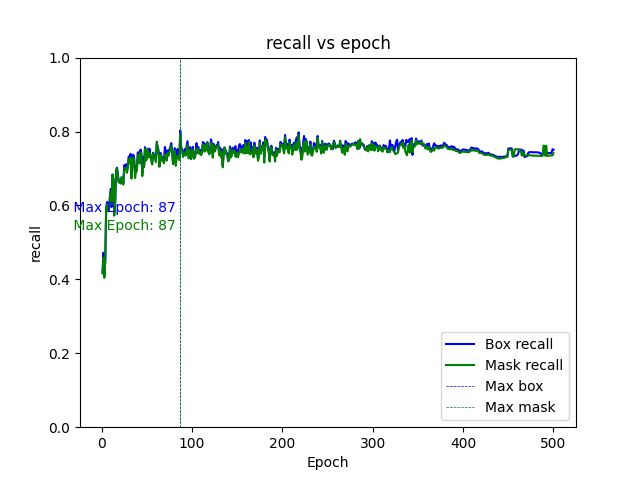 recall vs epoch
1.0
0.8
0.6
0.4
0.2
0.0
recall
Max Epoch: 87
Max Epoch: 87
Box recall
Mask recall
Max box
Max mask
0 100 200 300 400 500
Epoch